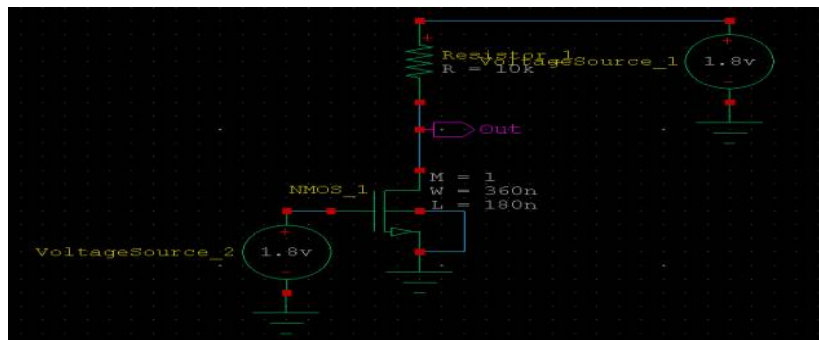 Resistor_1
R = 10k
VoltageSource_1
1.8v
Out
NMOS_1
M = 1
W = 360n
L = 180n
VoltageSource_2
1.8v